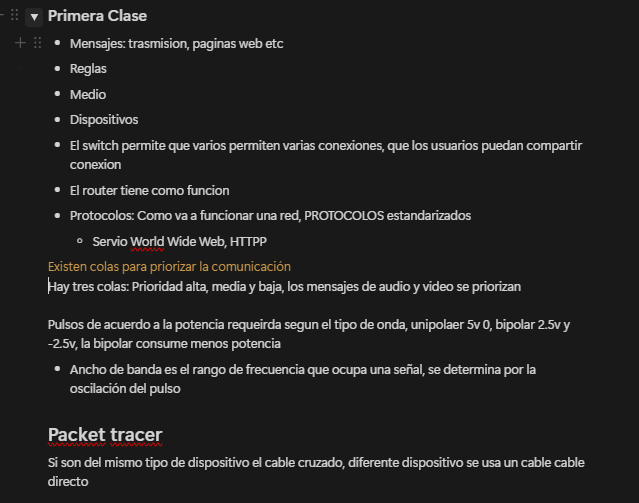 Primera Clase
Mensajes: trasmision, paginas web etc
Reglas
Medio
Dispositivos
El switch permite que varios permiten varias conexiones, que los usuarios puedan compartir
conexion
El router tiene como funcion
Protocolos: Como va a funcionar una red, PROTOCOLOS estandarizados
Servio World Wide Web, HTTPP
Existen colas para priorizar la comunicación
Hay tres colas: Prioridad alta, media y baja, los mensajes de audio y video se priorizan
Pulsos de acuerdo a la potencia requeirda segun el tipo de onda, unipolaer 5v 0, bipolar 2.5v y
-2.5v, la bipolar consume menos potencia
Ancho de banda es el rango de frecuencia que ocupa una señal, se determina por la
oscilación del pulso
Packet tracer
Si son del mismo tipo de dispositivo el cable cruzado, diferente dispositivo se usa un cable cable
directo